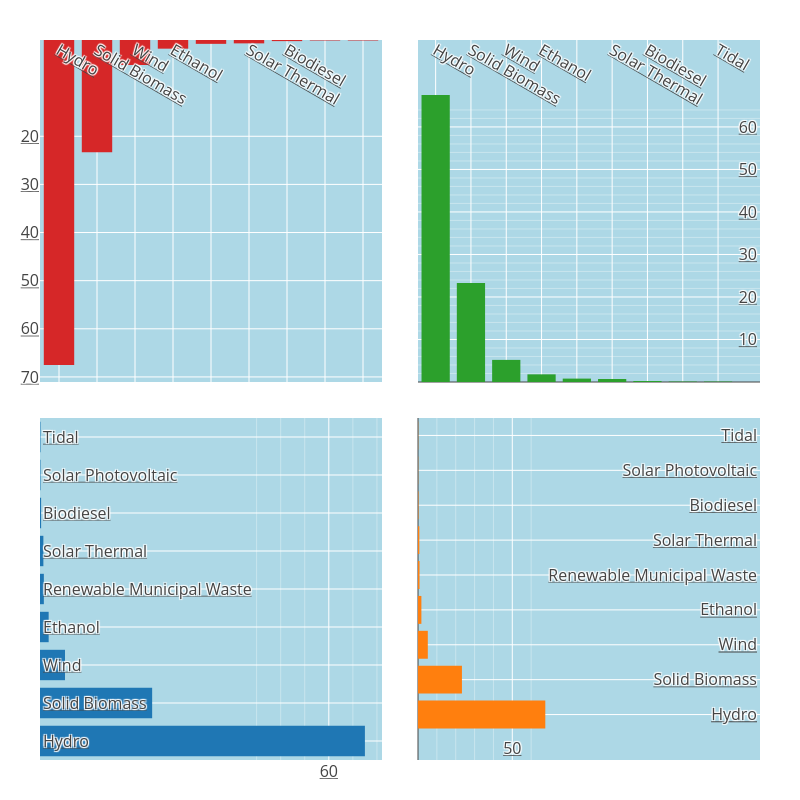 Hydro
Solid Biomass
Wind
Ethanol
Solar Thermal
Biodiesel
20
30
40
50
60
70
Hydro
Solid Biomass
Wind
Ethanol
Solar Thermal
Biodiesel
Tidal
60
50
40
30
20
10
Tidal
Solar Photovoltaic
Biodiesel
Solar Thermal
Renewable Municipal Waste
Ethanol
Wind
Solid Biomass
Hydro
60
Tidal
Solar Photovoltaic
Biodiesel
Solar Thermal
Renewable Municipal Waste
Ethanol
Wind
Solid Biomass
Hydro
50